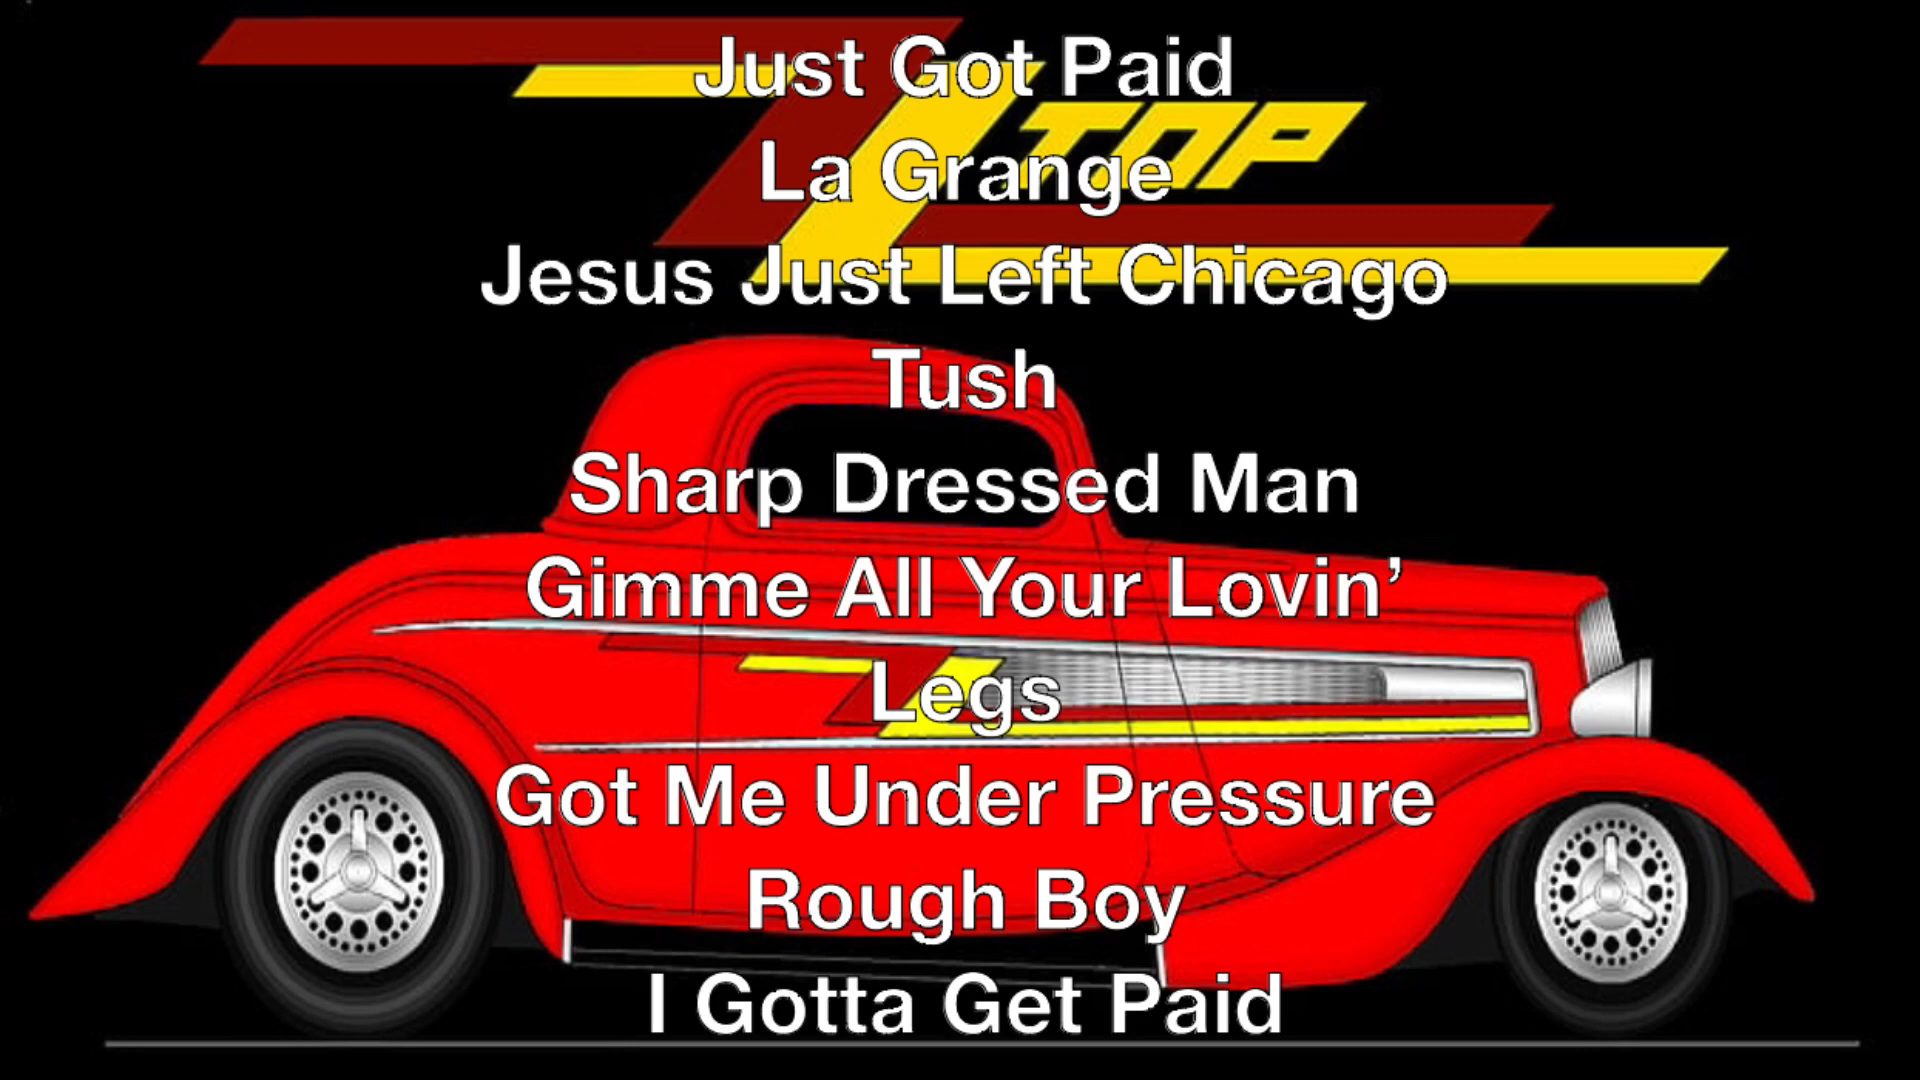 Just Got Paid
ZZ TOP
La Grange
Jesus Just Left Chicago
Tush
Sharp Dressed Man
Gimme All Your Lovin’
Legs
Got Me Under Pressure
Rough Boy
I Gotta Get Paid